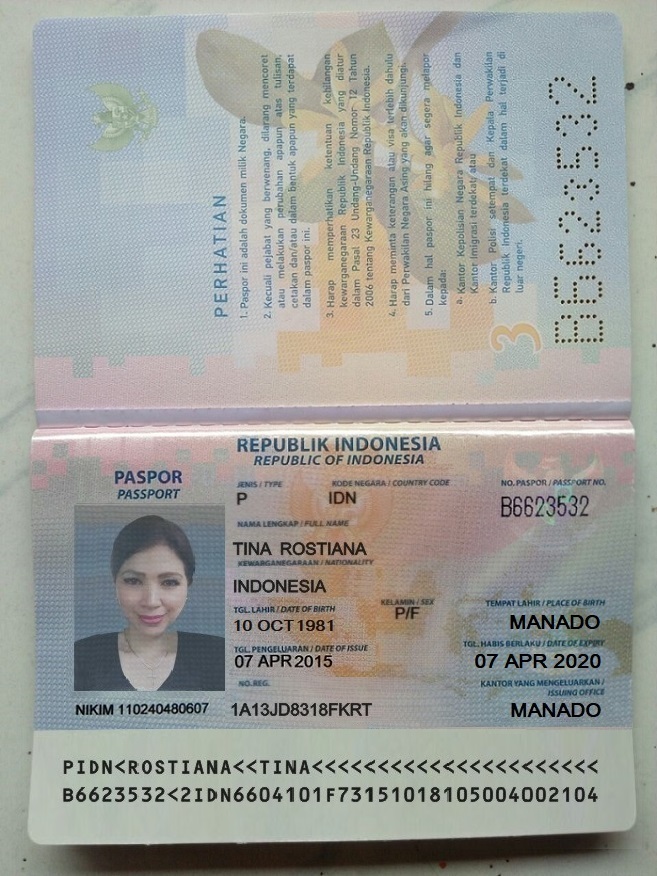 PERHATIAN
1. Paspor ini adalah dokumen milik Negara.
2. Kecuali pejabat yang berwenang, dilarang mencoret
atau melakukan perubahan apapun atas tulisan,
cetakan dan/atau dalam bentuk apapun yang terdapat
dalam paspor ini.
3. Harap memperhatikan ketentuan kehilangan
kewarganegaraan Republik Indonesia yang diatur
dalam Pasal 23 Undang-Undang Nomor 12 Tahun
2006 tentang Kewarganegaraan Republik Indonesia.
4. Harap meminta keterangan atau visa terlebih dahulu
dari Perwakilan Negara Asing yang akan dikunjungi.
5. Dalam hal paspor ini hilang agar segera melapor
kepada:
a. Kantor Kepolisian Negara Republik Indonesia dan
Kantor Imigrasi terdekat; atau
b. Kantor Polisi setempat dan Kepala Perwakilan
Republik Indonesia terdekat dalam hal terjadi di
luar negeri.
3
B6623532
REPUBLIK INDONESIA
REPUBLIC OF INDONESIA
PASPOR
PASSPORT
JENIS / TYPE
KODE NEGARA / COUNTRY CODE
NO. PASPOR / PASSPORT NO.
P
IDN
B6623532
NAMA LENGKAP / FULL NAME
TINA ROSTIANA
KEWARGANEGARAAN / NATIONALITY
INDONESIA
TGL. LAHIR / DATE OF BIRTH
KELAMIN / SEX
TEMPAT LAHIR / PLACE OF BIRTH
10 OCT 1981
P/F
MANADO
TGL. PENGELUARAN / DATE OF ISSUE
TGL. HABIS BERLAKU / DATE OF EXPIRY
07 APR 2015
07 APR 2020
NO. REG.
KANTOR YANG MENGELUARKAN /
ISSUING OFFICE
NIKIM 110240480607
1A13JD8318FKRT
MANADO
PIDN<ROSTIANA<<TINA<<<<<<<<<<<<<<<<<<<<<<
B6623532<2IDN6604101F73151018105004002104